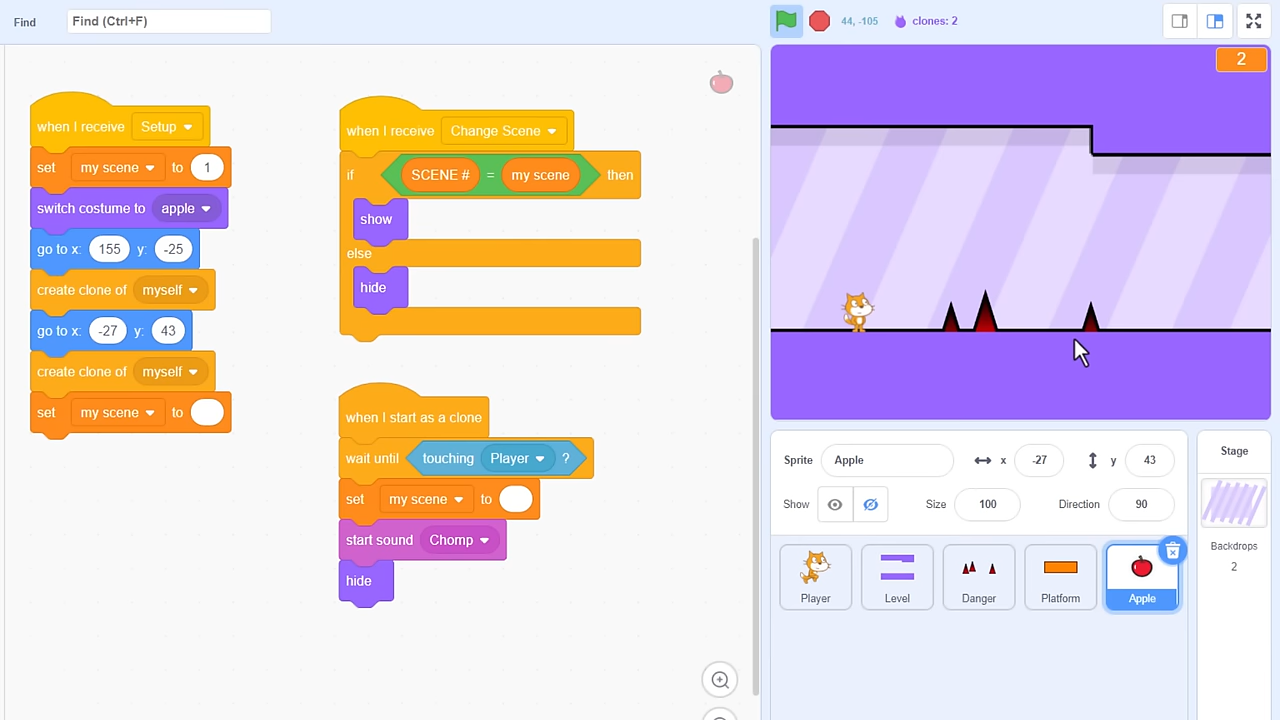 Find
Find (Ctrl+F)
44, -105
clones: 2
2
when I receive Setup
set my scene to 1
switch costume to apple
go to x: 155 y: -25
create clone of myself
go to x: -27 y: 43
create clone of myself
set my scene to
when I receive Change Scene
if SCENE # = my scene then
show
else
hide
when I start as a clone
wait until touching Player ?
set my scene to
start sound Chomp
hide
Sprite Apple x -27 y 43
Show Size 100 Direction 90
Player
Level
Danger
Platform
Apple
Stage
Backdrops
2